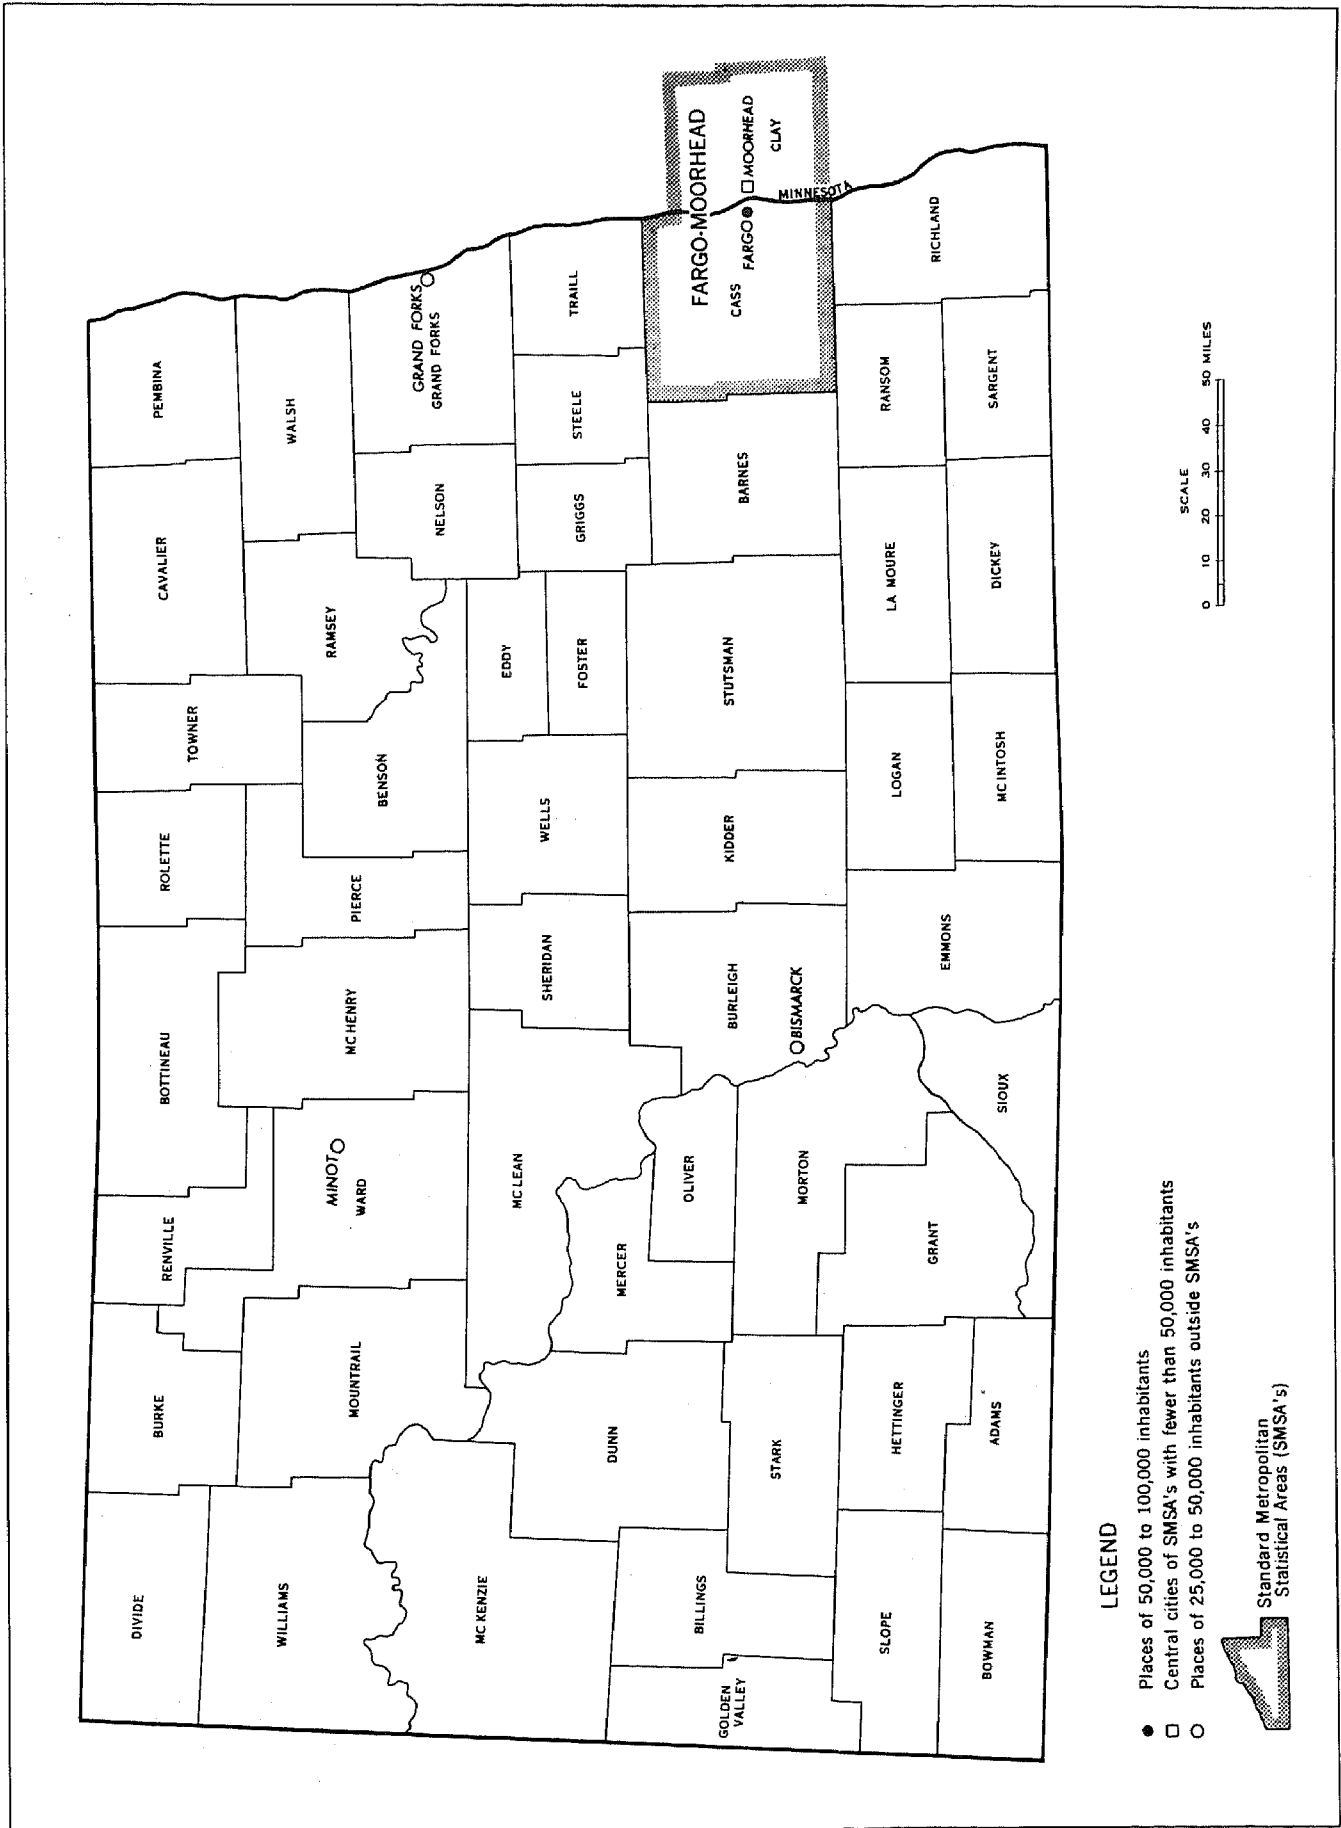 DIVIDE
BURKE
RENVILLE
BOTTINEAU
ROLETTE
TOWNER
CAVALIER
PEMBINA
WILLIAMS
MOUNTRAIL
MINOT
WARD
MC HENRY
PIERCE
BENSON
RAMSEY
WALSH
NELSON
GRAND FORKS
GRAND FORKS
MC KENZIE
DUNN
MERCER
MC LEAN
OLIVER
SHERIDAN
WELLS
EDDY
FOSTER
GRIGGS
STEELE
TRAILL
GOLDEN
VALLEY
BILLINGS
STARK
MORTON
BURLEIGH
BISMARCK
KIDDER
STUTSMAN
BARNES
FARGO-MOORHEAD
CASS
FARGO
MOORHEAD
CLAY
MINNESOTA
SLOPE
HETTINGER
GRANT
SIOUX
EMMONS
LOGAN
LA MOURE
RANSOM
RICHLAND
BOWMAN
ADAMS
MC INTOSH
DICKEY
SARGENT
LEGEND
Places of 50,000 to 100,000 inhabitants
Central cities of SMSA's with fewer than 50,000 inhabitants
Places of 25,000 to 50,000 inhabitants outside SMSA's
Standard Metropolitan
Statistical Areas (SMSA's)
SCALE
0 10 20 30 40 50 MILES